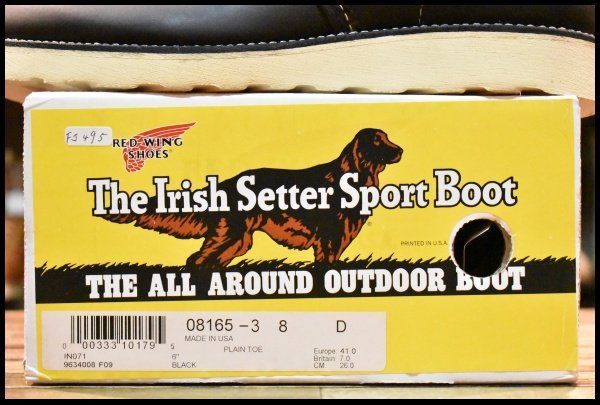 FS495
RED WING
SHOES
The Irish Setter Sport Boot
PRINTED IN U.S.A.
THE ALL AROUND OUTDOOR BOOT
08165-3 8 D
MADE IN USA
PLAIN TOE
0 00333 10179 5
IN071
9634008 F09
6"
BLACK
Europe 41.0
Britain 7.0
CM 26.0